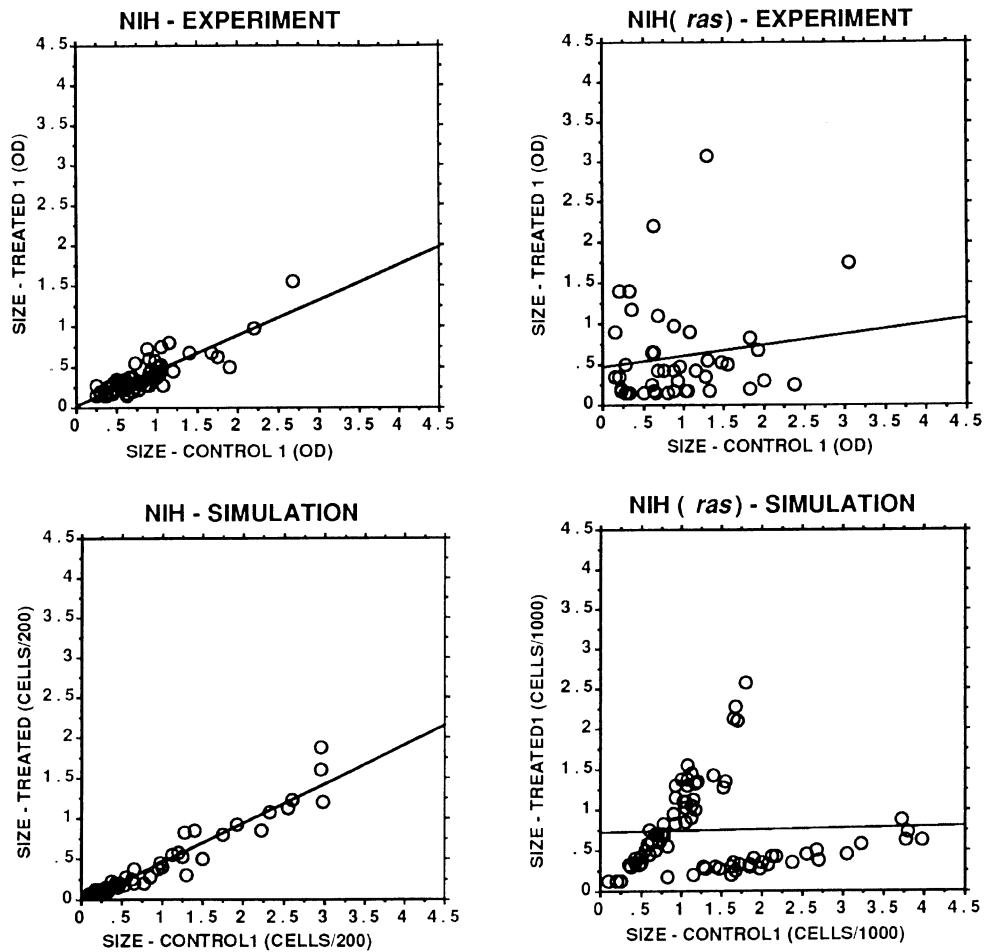 NIH - EXPERIMENT
SIZE - TREATED 1 (OD)
4.5
4
3.5
3
2.5
2
1.5
1
.5
0
0 .5 1 1.5 2 2.5 3 3.5 4 4.5
SIZE - CONTROL 1 (OD)
NIH( ras) - EXPERIMENT
SIZE - TREATED 1 (OD)
4.5
4
3.5
3
2.5
2
1.5
1
.5
0
0 .5 1 1.5 2 2.5 3 3.5 4 4.5
SIZE - CONTROL 1 (OD)
NIH - SIMULATION
SIZE - TREATED (CELLS/200)
4.5
4
3.5
3
2.5
2
1.5
1
.5
0
0 .5 1 1.5 2 2.5 3 3.5 4 4.5
SIZE - CONTROL1 (CELLS/200)
NIH ( ras) - SIMULATION
SIZE - TREATED1 (CELLS/1000)
4.5
4
3.5
3
2.5
2
1.5
1
.5
0
0 .5 1 1.5 2 2.5 3 3.5 4 4.5
SIZE - CONTROL1 (CELLS/1000)